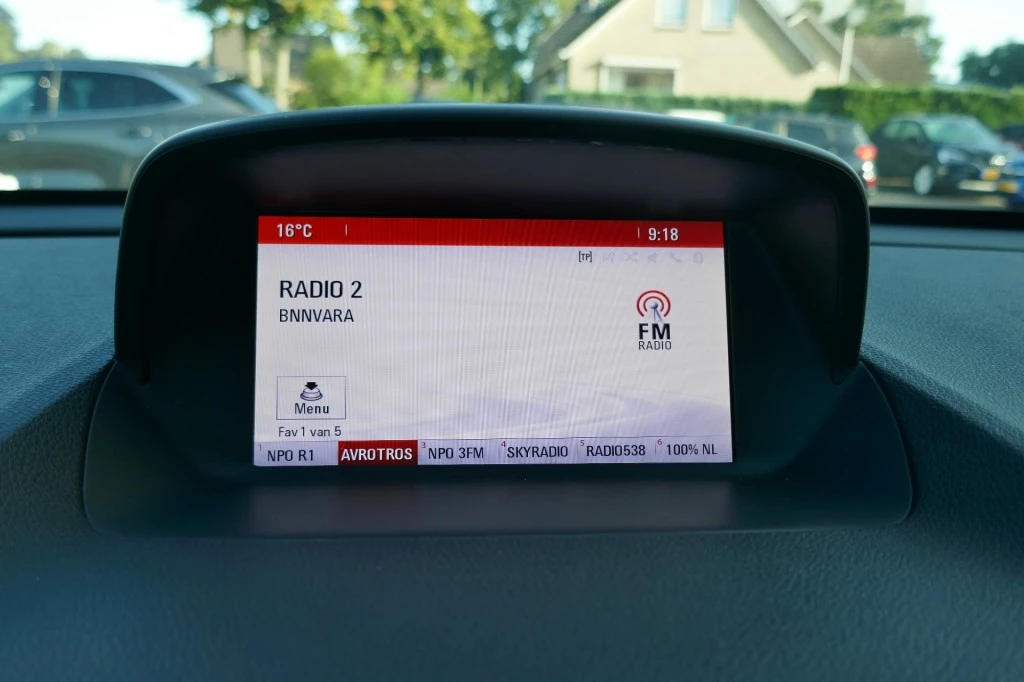 16°C 9:18
[TP]
RADIO 2
BNNVARA
FM
RADIO
Menu
Fav 1 van 5
1 NPO R1 AVROTROS 3 NPO 3FM 4 SKYRADIO 5 RADIO538 6 100% NL